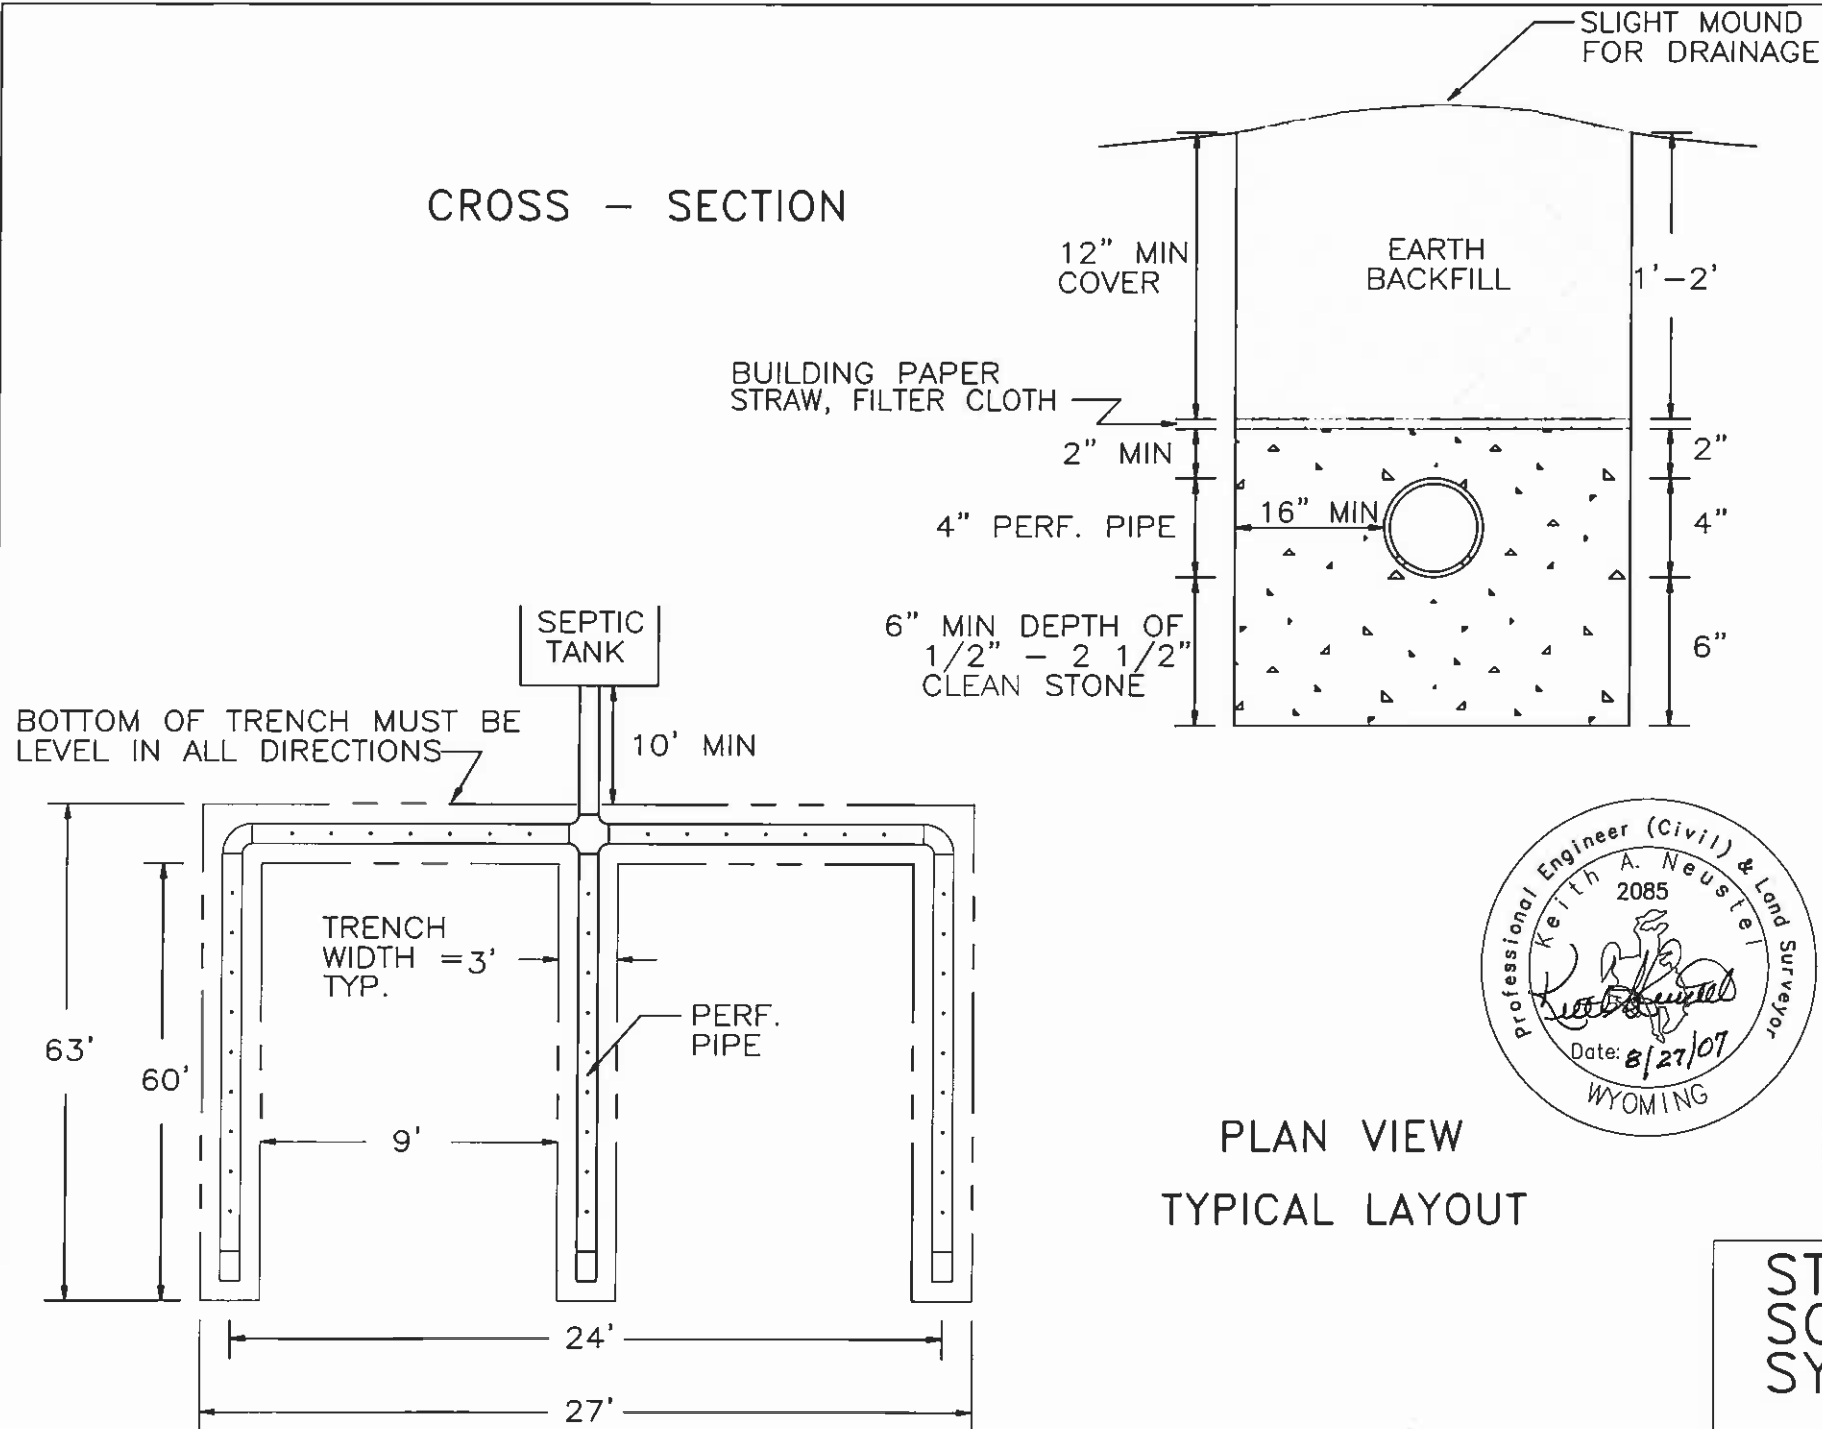 SLIGHT MOUND
FOR DRAINAGE
CROSS – SECTION
12" MIN
COVER
EARTH
BACKFILL
1'-2'
BUILDING PAPER
STRAW, FILTER CLOTH
2" MIN
2"
4" PERF. PIPE
16" MIN
4"
6" MIN DEPTH OF
1/2" – 2 1/2"
CLEAN STONE
6"
SEPTIC
TANK
BOTTOM OF TRENCH MUST BE
LEVEL IN ALL DIRECTIONS
10' MIN
TRENCH
WIDTH =3'
TYP.
PERF.
PIPE
63'
60'
9'
24'
27'
Professional Engineer (Civil) & Land Surveyor
Keith A. Neustel
2085
Date: 8/27/07
WYOMING
PLAN VIEW
TYPICAL LAYOUT
ST
SY